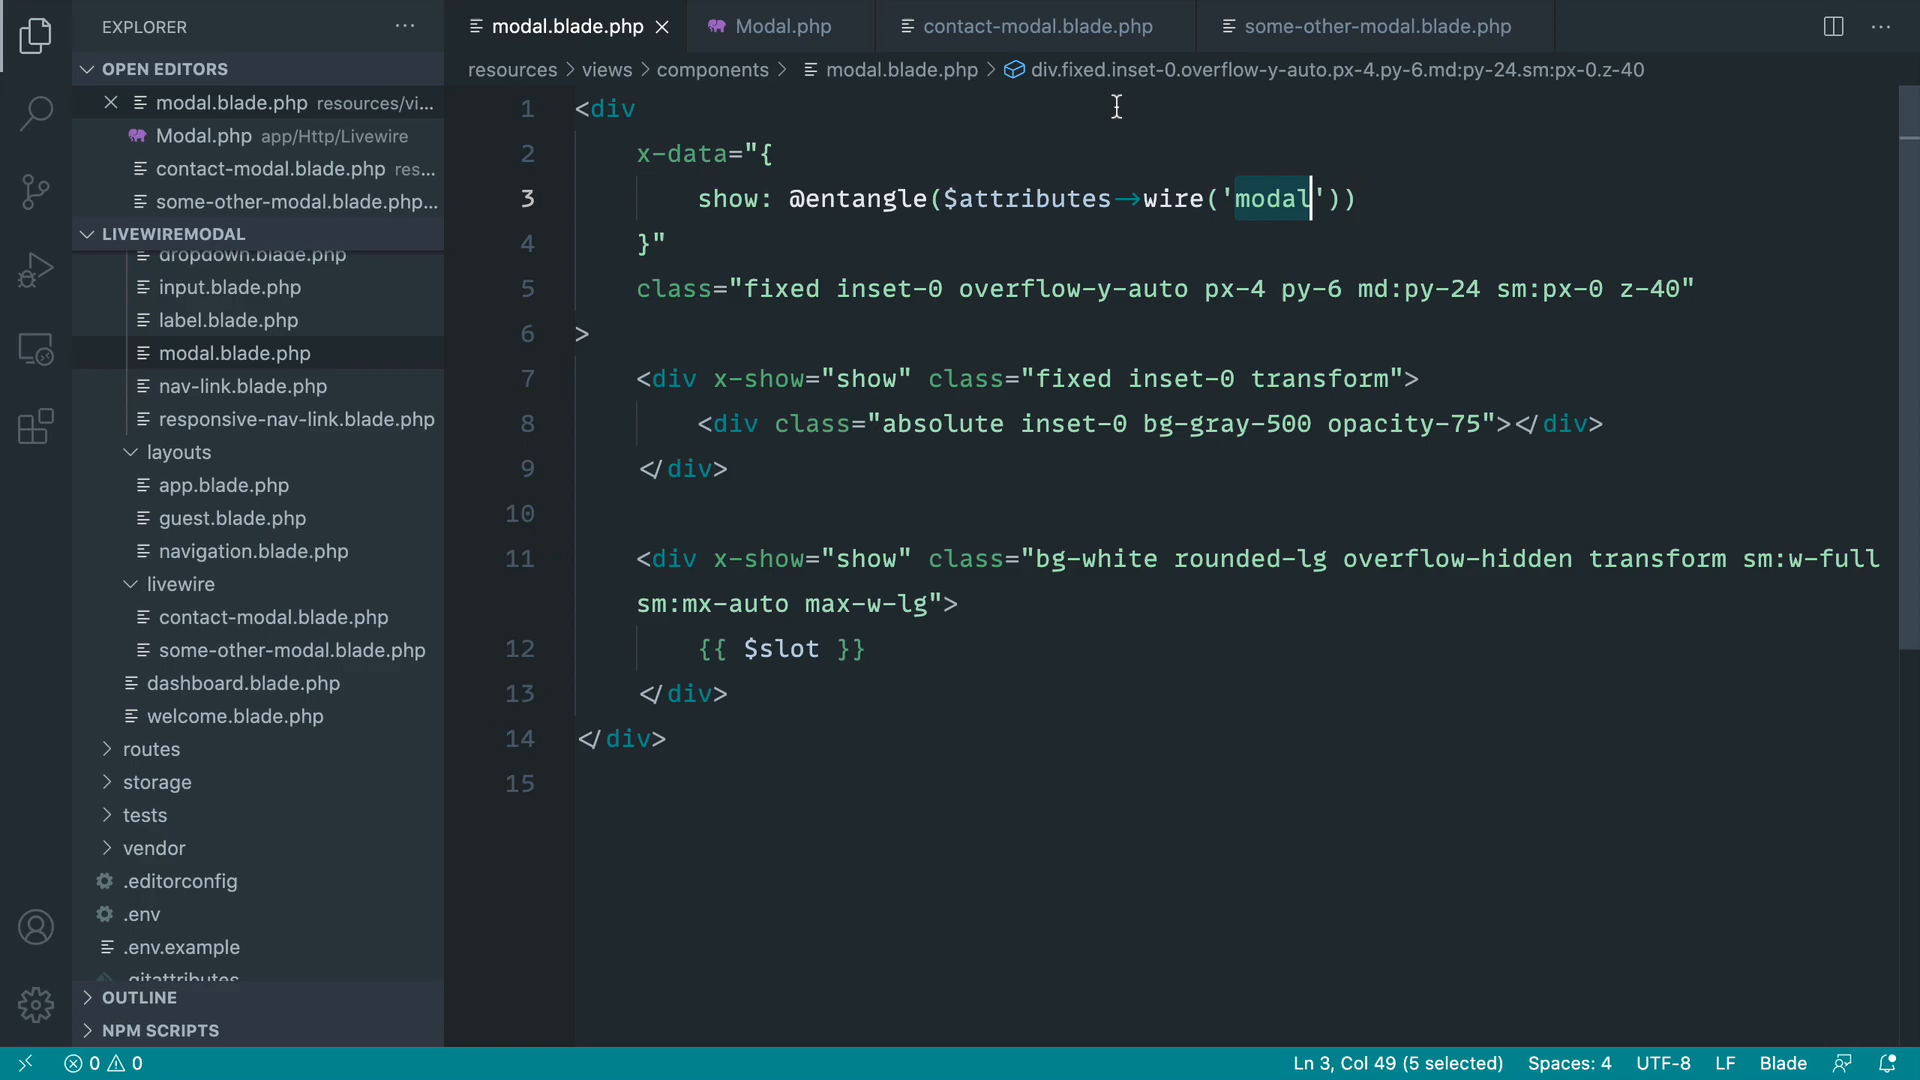 EXPLORER
OPEN EDITORS
modal.blade.php resources/vi...
Modal.php app/Http/Livewire
contact-modal.blade.php res...
some-other-modal.blade.php...
LIVEWIREMODAL
dropdown.blade.php
input.blade.php
label.blade.php
modal.blade.php
nav-link.blade.php
responsive-nav-link.blade.php
layouts
app.blade.php
guest.blade.php
navigation.blade.php
livewire
contact-modal.blade.php
some-other-modal.blade.php
dashboard.blade.php
welcome.blade.php
routes
storage
tests
vendor
.editorconfig
.env
.env.example
.gitattributes
OUTLINE
NPM SCRIPTS
modal.blade.php
Modal.php
contact-modal.blade.php
some-other-modal.blade.php
resources > views > components > modal.blade.php > div.fixed.inset-0.overflow-y-auto.px-4.py-6.md:py-24.sm:px-0.z-40
1 <div
2 x-data="{
3 show: @entangle($attributes->wire('modal'))
4 }"
5 class="fixed inset-0 overflow-y-auto px-4 py-6 md:py-24 sm:px-0 z-40"
6 >
7 <div x-show="show" class="fixed inset-0 transform">
8 <div class="absolute inset-0 bg-gray-500 opacity-75"></div>
9 </div>
10
11 <div x-show="show" class="bg-white rounded-lg overflow-hidden transform sm:w-full
sm:mx-auto max-w-lg">
12 {{ $slot }}
13 </div>
14 </div>
15
0 0
Ln 3, Col 49 (5 selected)
Spaces: 4
UTF-8
LF
Blade